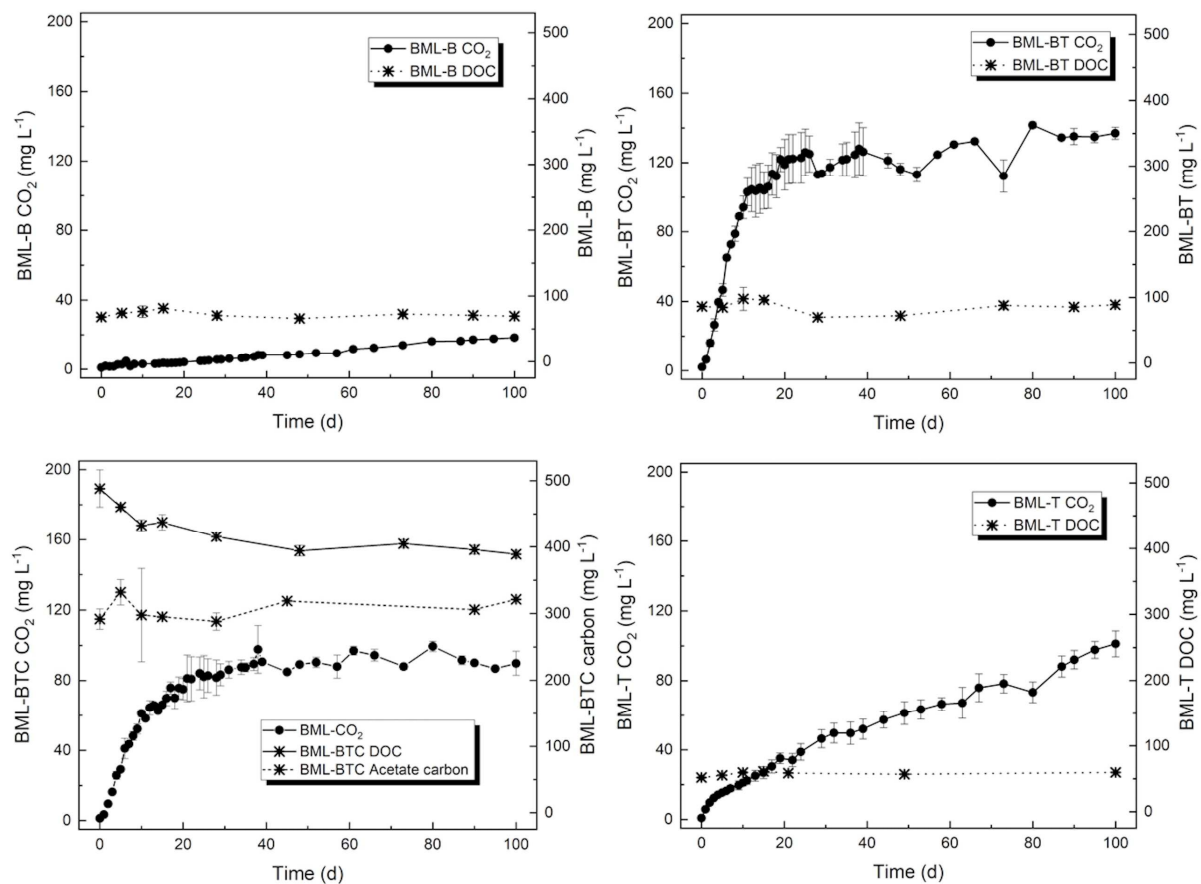 BML-B CO₂
BML-B DOC
BML-B CO₂ (mg L⁻¹)
200
160
120
80
40
0
500
400
300
200
100
0
BML-B (mg L⁻¹)
0 20 40 60 80 100
Time (d)
BML-BT CO₂
BML-BT DOC
BML-BT CO₂ (mg L⁻¹)
200
160
120
80
40
0
500
400
300
200
100
0
BML-BT (mg L⁻¹)
0 20 40 60 80 100
Time (d)
BML-BTC CO₂ (mg L⁻¹)
200
160
120
80
40
0
500
400
300
200
100
0
BML-BTC carbon (mg L⁻¹)
BML-CO₂
BML-BTC DOC
BML-BTC Acetate carbon
0 20 40 60 80 100
Time (d)
BML-T CO₂
BML-T DOC
BML-T CO₂ (mg L⁻¹)
200
160
120
80
40
0
500
400
300
200
100
0
BML-T DOC (mg L⁻¹)
0 20 40 60 80 100
Time (d)